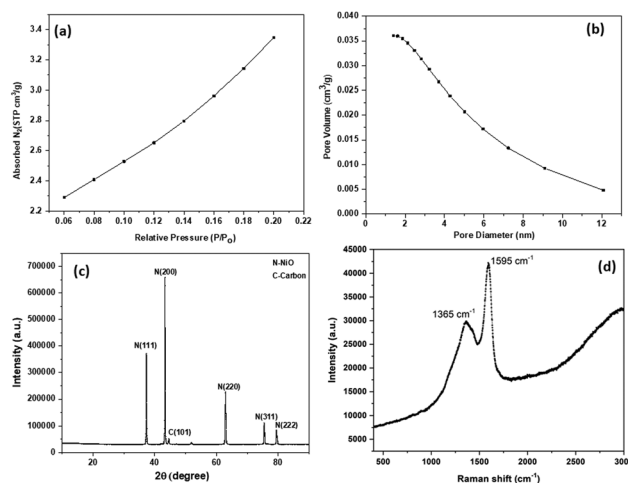 (a)
Absorbed N2(STP cm3/g)
3.6
3.4
3.2
3.0
2.8
2.6
2.4
2.2
0.06 0.08 0.10 0.12 0.14 0.16 0.18 0.20 0.22
Relative Pressure (P/Po)
(b)
Pore Volume (cm3/g)
0.040
0.035
0.030
0.025
0.020
0.015
0.010
0.005
0.000
0 2 4 6 8 10 12
Pore Diameter (nm)
(c)
N-NiO
C-Carbon
Intensity (a.u.)
700000
600000
500000
400000
300000
200000
100000
0
N(111)
N(200)
C(101)
N(220)
N(311)
N(222)
20 40 60 80
2θ (degree)
(d)
1595 cm-1
1365 cm-1
Intensity (a.u.)
45000
40000
35000
30000
25000
20000
15000
10000
5000
500 1000 1500 2000 2500 300
Raman shift (cm-1)